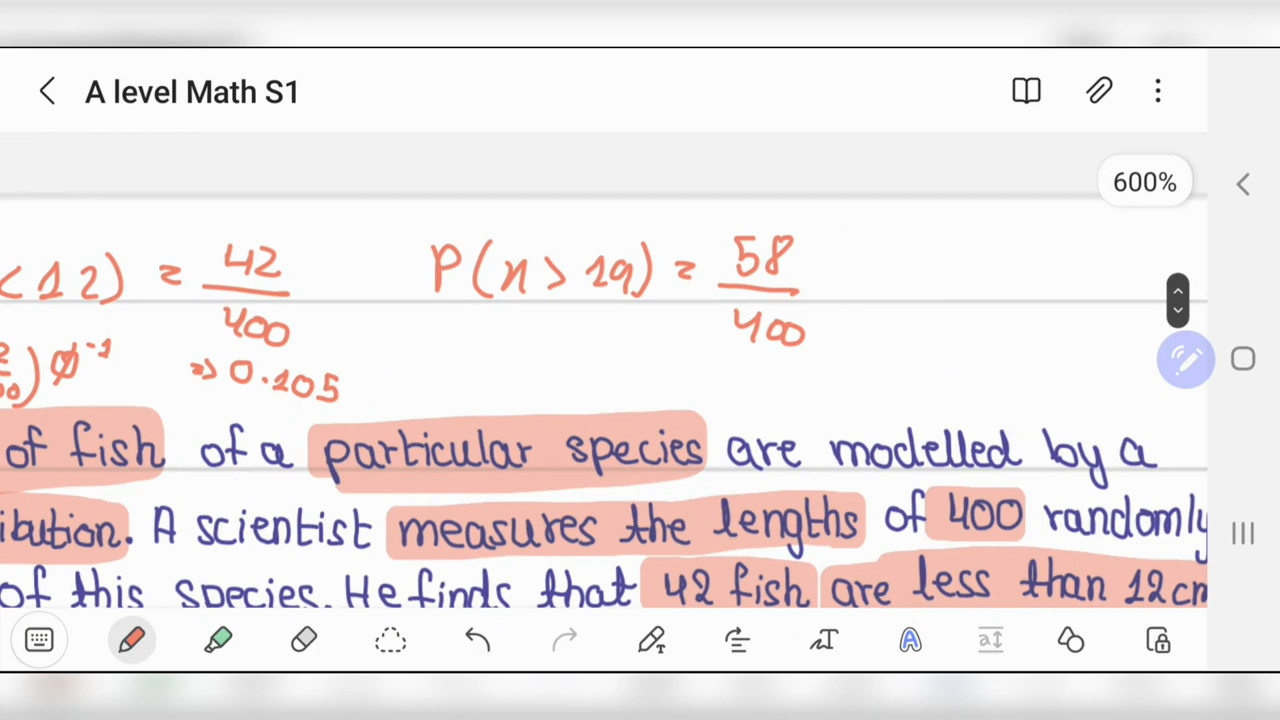 A level Math S1
600%
< 12) = 42/400 P(x > 19) = 58/400
) ø⁻¹ => 0.105
of fish of a particular species are modelled by a
ibution. A scientist measures the lengths of 400 randomly
of this species. He finds that 42 fish are less than 12cm